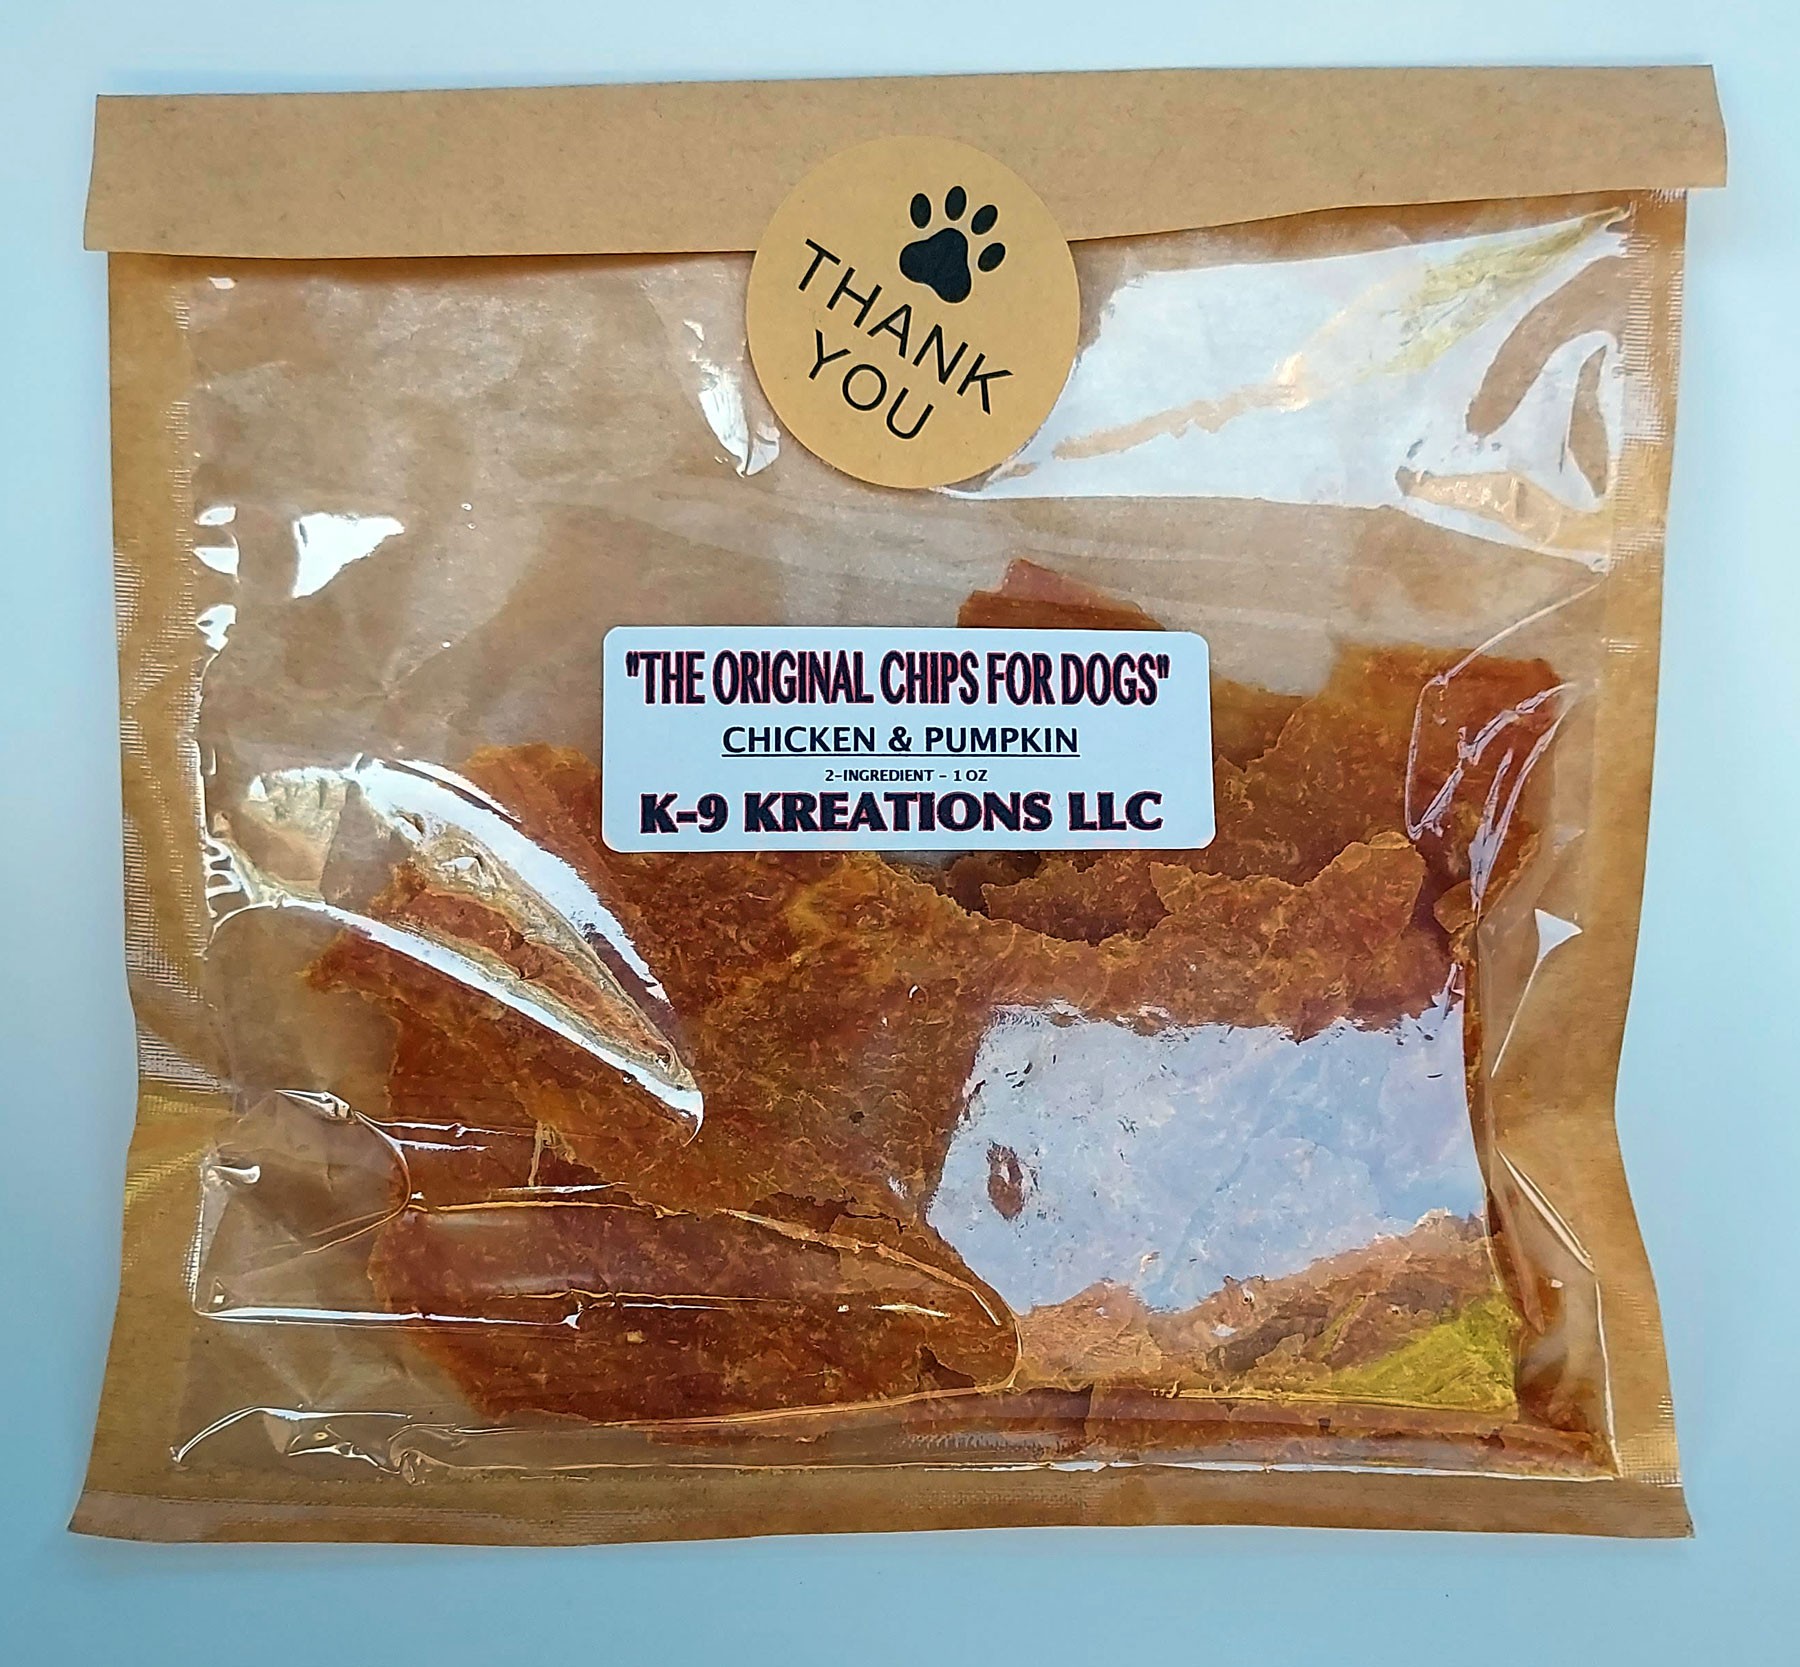 THANK
YOU
"THE ORIGINAL CHIPS FOR DOGS"
CHICKEN & PUMPKIN
2-INGREDIENT - 1 OZ
K-9 KREATIONS LLC